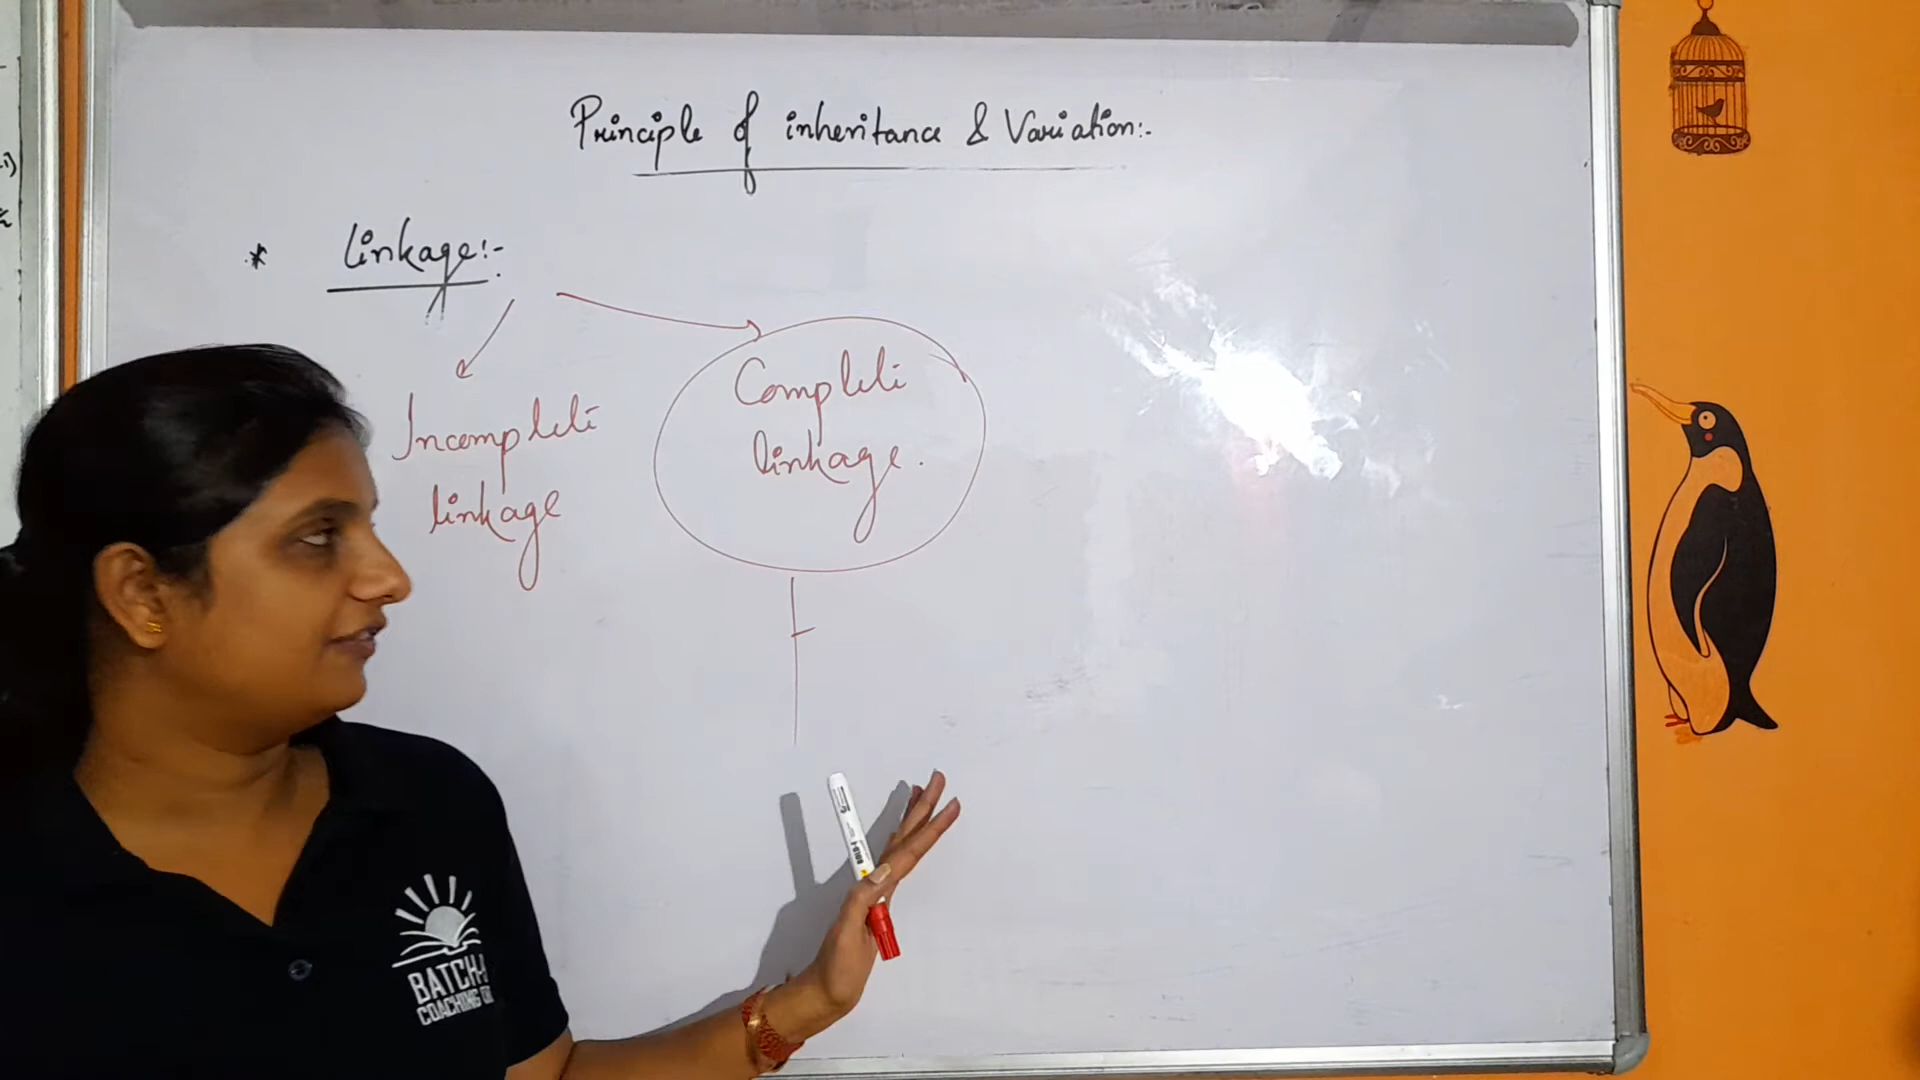 Principle of inheritance & Variation:-
* linkage:-
Incomplete
linkage
Complete
linkage.
BATCH-
COACHING